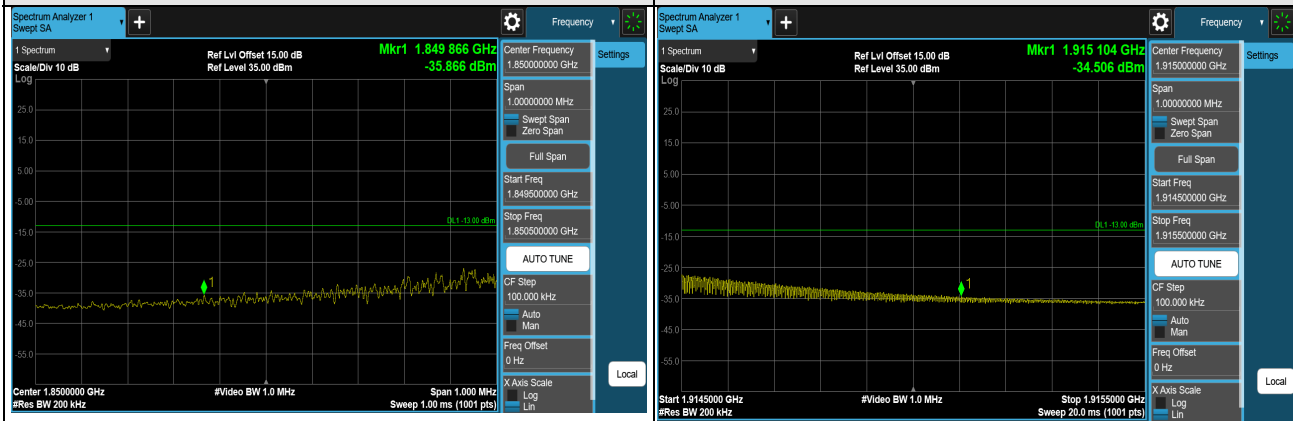 Spectrum Analyzer 1
Swept SA
+
Frequency
1 Spectrum
Scale/Div 10 dB
Log
Ref Lvl Offset 15.00 dB
Ref Level 35.00 dBm
Mkr1 1.849 866 GHz
-35.866 dBm
25.0
15.0
5.00
-5.00
-15.0
-25.0
-35.0
-45.0
-55.0
DL1 -13.00 dBm
1
Center 1.8500000 GHz
#Res BW 200 kHz
#Video BW 1.0 MHz
Span 1.000 MHz
Sweep 1.00 ms (1001 pts)
Center Frequency
1.850000000 GHz
Span
1.00000000 MHz
Swept Span
Zero Span
Full Span
Start Freq
1.849500000 GHz
Stop Freq
1.850500000 GHz
AUTO TUNE
CF Step
100.000 kHz
Auto
Man
Freq Offset
0 Hz
X Axis Scale
Log
Lin
Settings
Local
Spectrum Analyzer 1
Swept SA
+
Frequency
1 Spectrum
Scale/Div 10 dB
Log
Ref Lvl Offset 15.00 dB
Ref Level 35.00 dBm
Mkr1 1.915 104 GHz
-34.506 dBm
25.0
15.0
5.00
-5.00
-15.0
-25.0
-35.0
-45.0
-55.0
DL1 -13.00 dBm
1
Start 1.9145000 GHz
#Res BW 200 kHz
#Video BW 1.0 MHz
Stop 1.9155000 GHz
Sweep 20.0 ms (1001 pts)
Center Frequency
1.915000000 GHz
Span
1.00000000 MHz
Swept Span
Zero Span
Full Span
Start Freq
1.914500000 GHz
Stop Freq
1.915500000 GHz
AUTO TUNE
CF Step
100.000 kHz
Auto
Man
Freq Offset
0 Hz
X Axis Scale
Log
Lin
Settings
Local